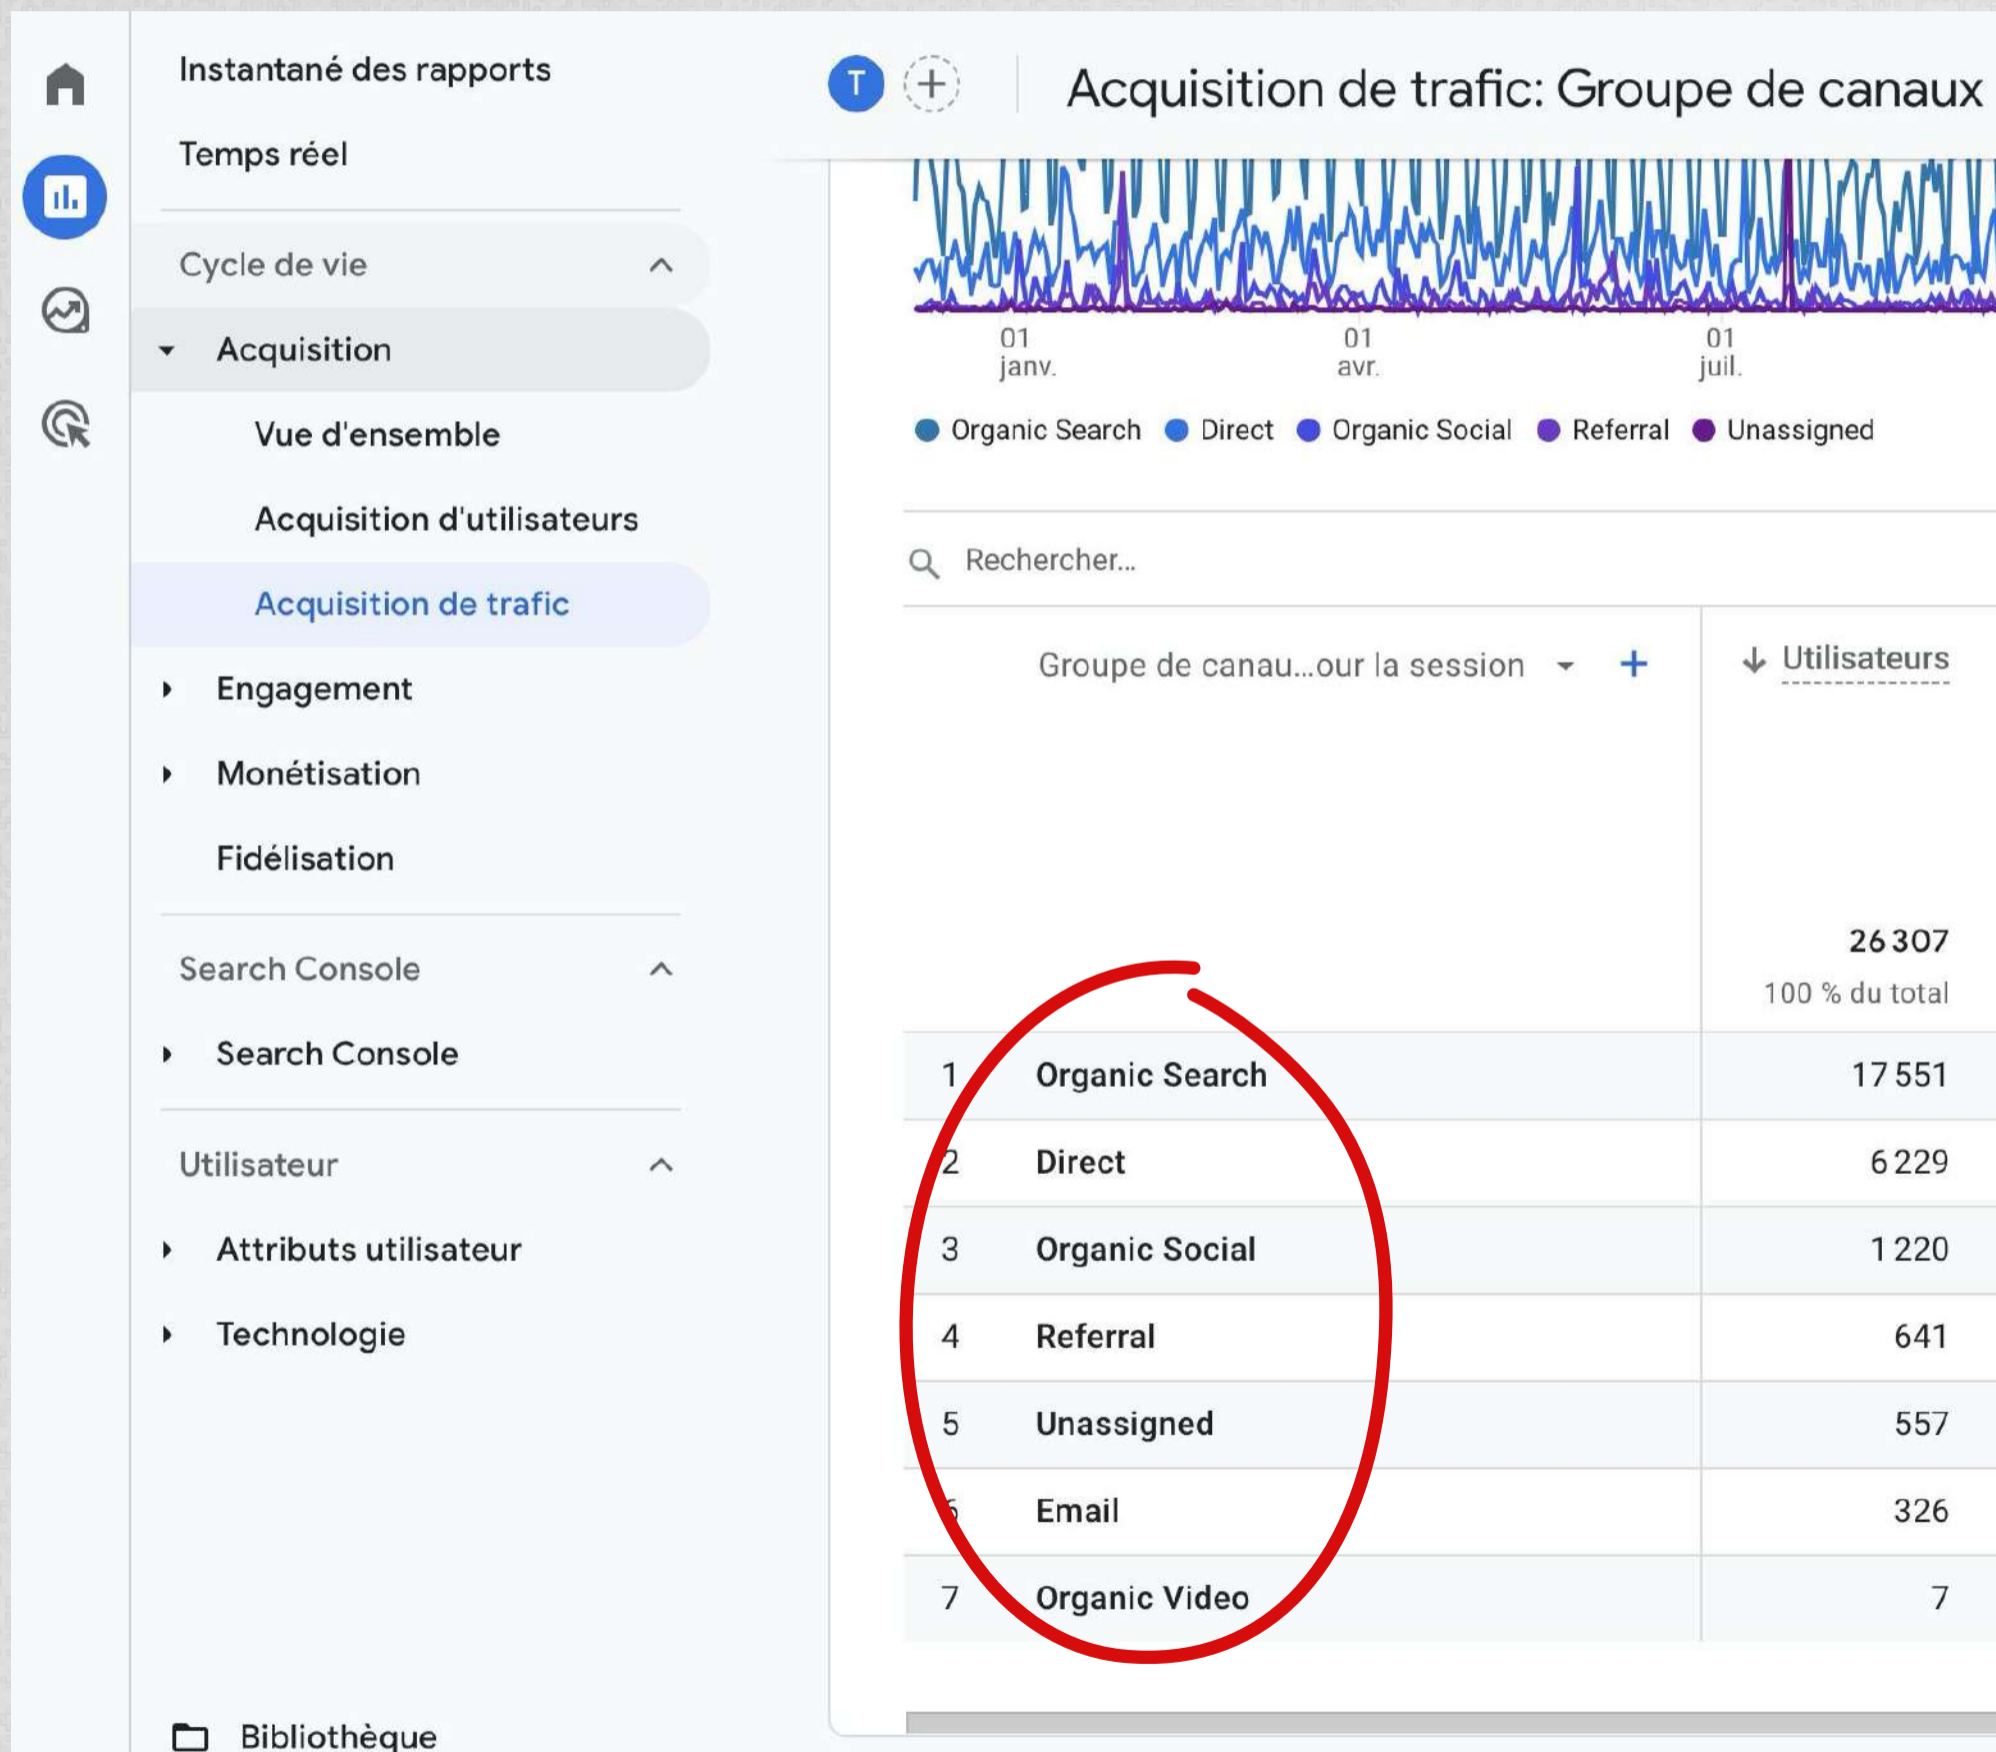 Instantané des rapports
Temps réel
Cycle de vie
Acquisition
Vue d'ensemble
Acquisition d'utilisateurs
Acquisition de trafic
Engagement
Monétisation
Fidélisation
Search Console
Search Console
Utilisateur
Attributs utilisateur
Technologie
Bibliothèque
T
Acquisition de trafic: Groupe de canaux
01 janv.
01 avr.
01 juil.
Organic Search Direct Organic Social Referral Unassigned
Rechercher...
Groupe de canau...our la session + Utilisateurs
26 307
100 % du total
1 Organic Search 17 551
2 Direct 6 229
3 Organic Social 1 220
4 Referral 641
5 Unassigned 557
6 Email 326
7 Organic Video 7